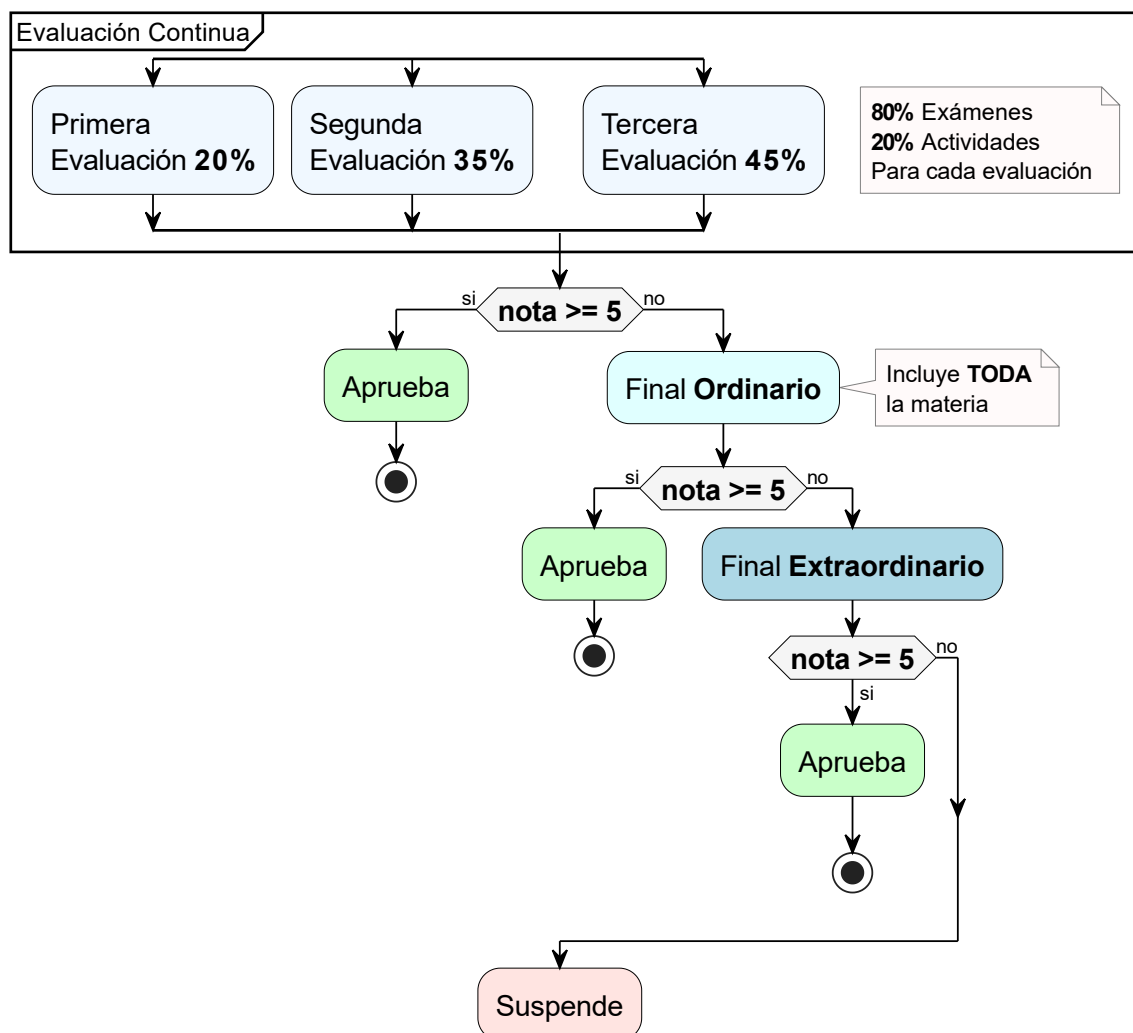 Evaluación Continua
Primera
Evaluación 20%
Segunda
Evaluación 35%
Tercera
Evaluación 45%
80% Exámenes
20% Actividades
Para cada evaluación
si
nota >= 5
no
Aprueba
Final Ordinario
Incluye TODA
la materia
si
nota >= 5
no
Aprueba
Final Extraordinario
nota >= 5
no
si
Aprueba
Suspende